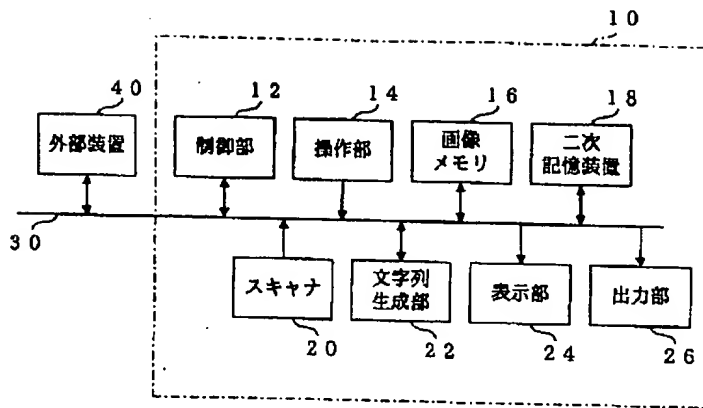 10
40
12
14
16
18
外部装置
制御部
操作部
画像
メモリ
二次
記憶装置
30
スキャナ
文字列
生成部
表示部
出力部
20
22
24
26